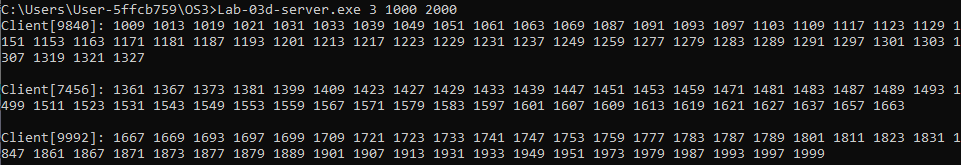 C:\Users\User-5ffcb759\OS3>Lab-03d-server.exe 3 1000 2000
Client[9840]: 1009 1013 1019 1021 1031 1033 1039 1049 1051 1061 1063 1069 1087 1091 1093 1097 1103 1109 1117 1123 1129 1
151 1153 1163 1171 1181 1187 1193 1201 1213 1217 1223 1229 1231 1237 1249 1259 1277 1279 1283 1289 1291 1297 1301 1303 1
307 1319 1321 1327
Client[7456]: 1361 1367 1373 1381 1399 1409 1423 1427 1429 1433 1439 1447 1451 1453 1459 1471 1481 1483 1487 1489 1493 1
499 1511 1523 1531 1543 1549 1553 1559 1567 1571 1579 1583 1597 1601 1607 1609 1613 1619 1621 1627 1637 1657 1663
Client[9992]: 1667 1669 1693 1697 1699 1709 1721 1723 1733 1741 1747 1753 1759 1777 1783 1787 1789 1801 1811 1823 1831 1
847 1861 1867 1871 1873 1877 1879 1889 1901 1907 1913 1931 1933 1949 1951 1973 1979 1987 1993 1997 1999